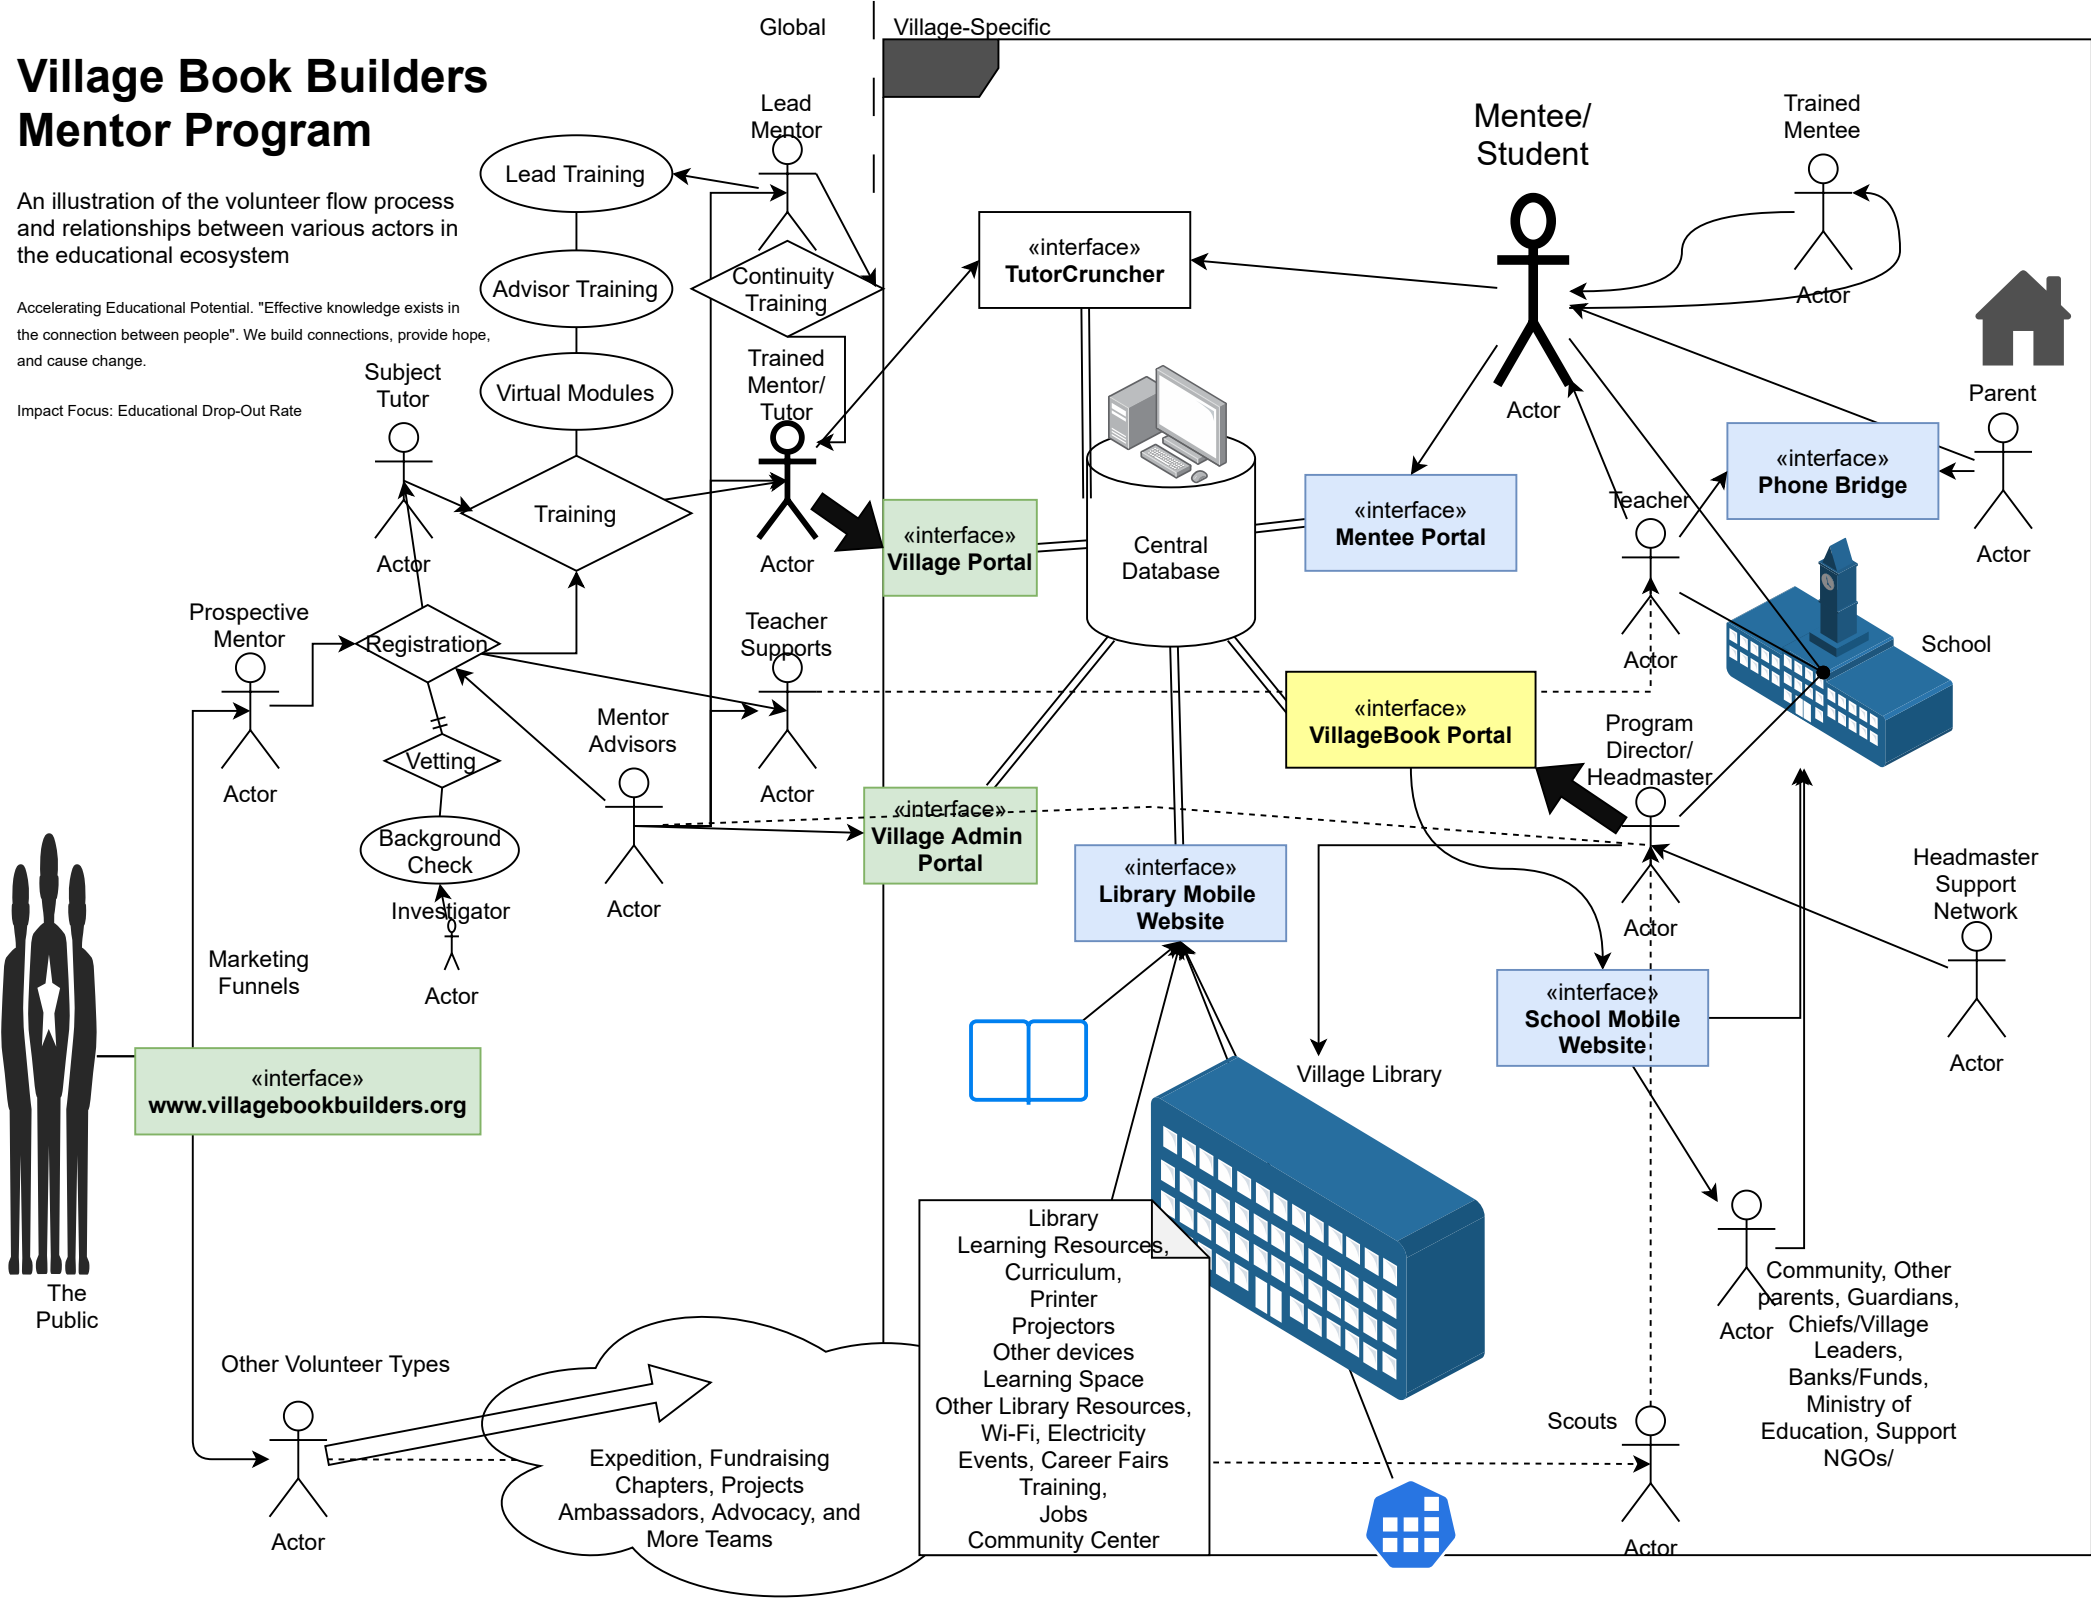 Global
Village-Specific
Village Book Builders
Mentor Program
An illustration of the volunteer flow process
and relationships between various actors in
the educational ecosystem
Accelerating Educational Potential. "Effective knowledge exists in
the connection between people". We build connections, provide hope,
and cause change.
Impact Focus: Educational Drop-Out Rate
Lead
Mentor
Lead Training
Advisor Training
Virtual Modules
Continuity
Training
Subject
Tutor
Actor
Training
Trained
Mentor/
Tutor
Actor
Prospective
Mentor
Actor
Registration
Vetting
Background
Check
Investigator
Actor
Mentor
Advisors
Actor
Teacher
Supports
Actor
Marketing
Funnels
«interface»
www.villagebookbuilders.org
The
Public
Other Volunteer Types
Actor
Expedition, Fundraising
Chapters, Projects
Ambassadors, Advocacy, and
More Teams
«interface»
TutorCruncher
Mentee/
Student
Actor
Trained
Mentee
Actor
Parent
Actor
«interface»
Phone Bridge
«interface»
Mentee Portal
Central
Database
«interface»
Village Portal
Teacher
Actor
School
«interface»
VillageBook Portal
Program
Director/
Headmaster
Actor
«interface»
Village Admin
Portal
«interface»
Library Mobile
Website
Headmaster
Support
Network
Actor
«interface»
School Mobile
Website
Village Library
Library
Learning Resources,
Curriculum,
Printer
Projectors
Other devices
Learning Space
Other Library Resources,
Wi-Fi, Electricity
Events, Career Fairs
Training,
Jobs
Community Center
Actor
Community, Other
parents, Guardians,
Chiefs/Village
Leaders,
Banks/Funds,
Ministry of
Education, Support
NGOs/
Scouts
Actor